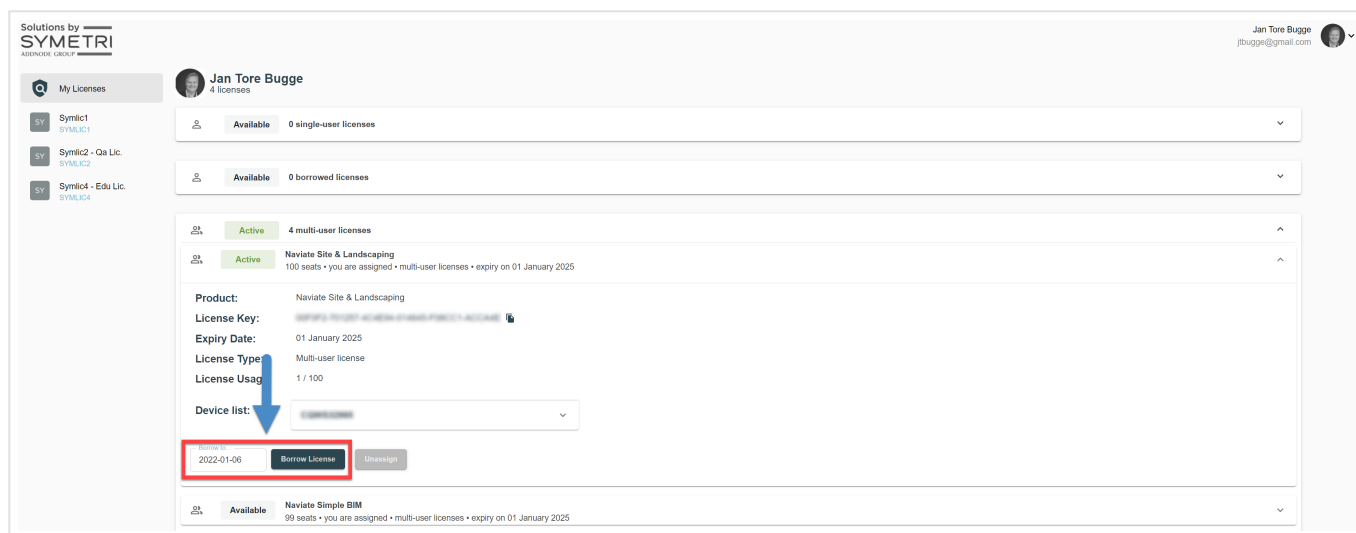 Solutions by
SYMETRI
ADDNODE GROUP
Jan Tore Bugge
jtbugge@gmail.com
My Licenses
Jan Tore Bugge
4 licenses
SY
Symlic1
SYMLIC1
Available
0 single-user licenses
SY
Symlic2 - Qa Lic.
SYMLIC2
Available
0 borrowed licenses
SY
Symlic4 - Edu Lic.
SYMLIC4
Active
4 multi-user licenses
Active
Naviate Site & Landscaping
100 seats • you are assigned • multi-user licenses • expiry on 01 January 2025
Product: Naviate Site & Landscaping
License Key:
Expiry Date: 01 January 2025
License Type: Multi-user license
License Usag 1 / 100
Device list:
Borrow to...
2022-01-06
Borrow License
Unassign
Available
Naviate Simple BIM
99 seats • you are assigned • multi-user licenses • expiry on 01 January 2025